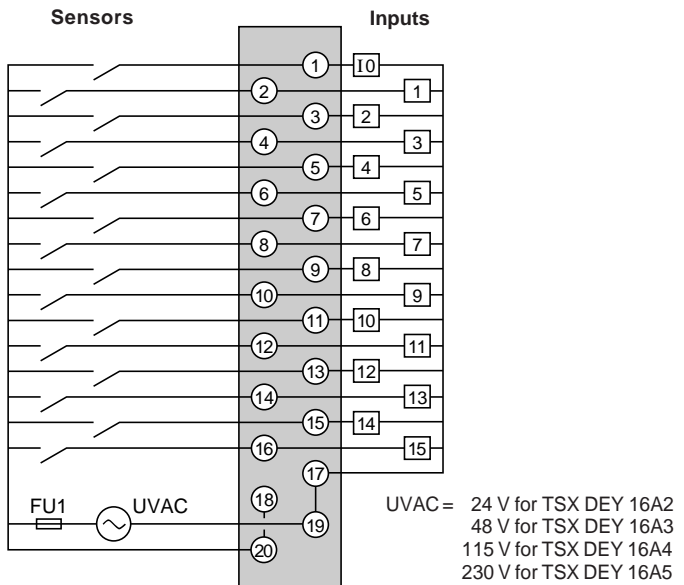 Sensors Inputs
1 I0
2 1
3 2
4 3
5 4
6 5
7 6
8 7
9 8
10 9
11 10
12 11
13 12
14 13
15 14
16 15
17
FU1 UVAC 18
19
20
UVAC = 24 V for TSX DEY 16A2
48 V for TSX DEY 16A3
115 V for TSX DEY 16A4
230 V for TSX DEY 16A5